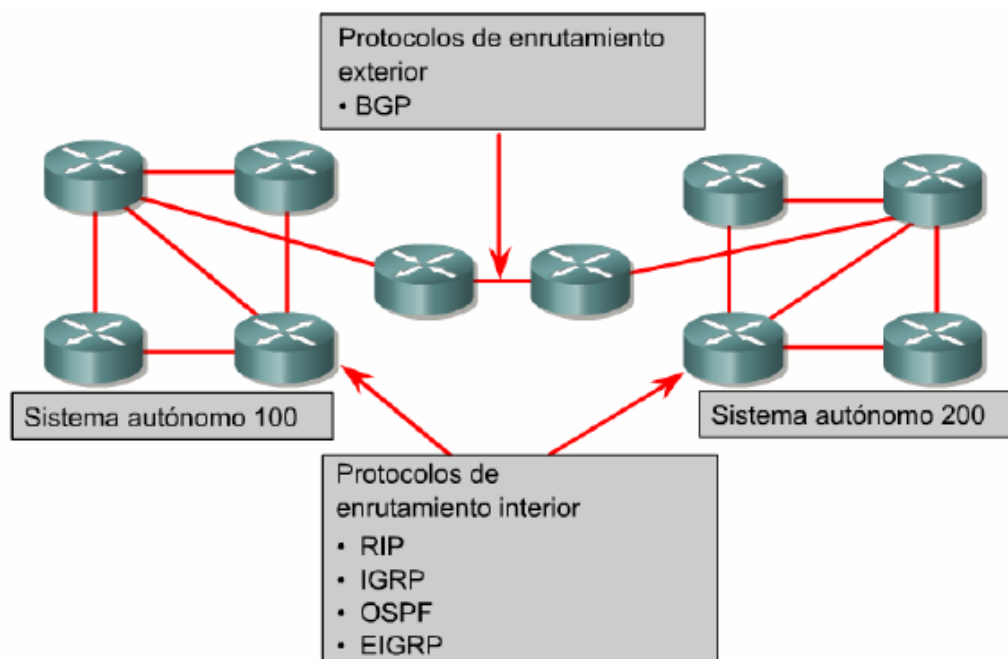 Protocolos de enrutamiento
exterior
• BGP
Sistema autónomo 100
Sistema autónomo 200
Protocolos de
enrutamiento interior
• RIP
• IGRP
• OSPF
• EIGRP